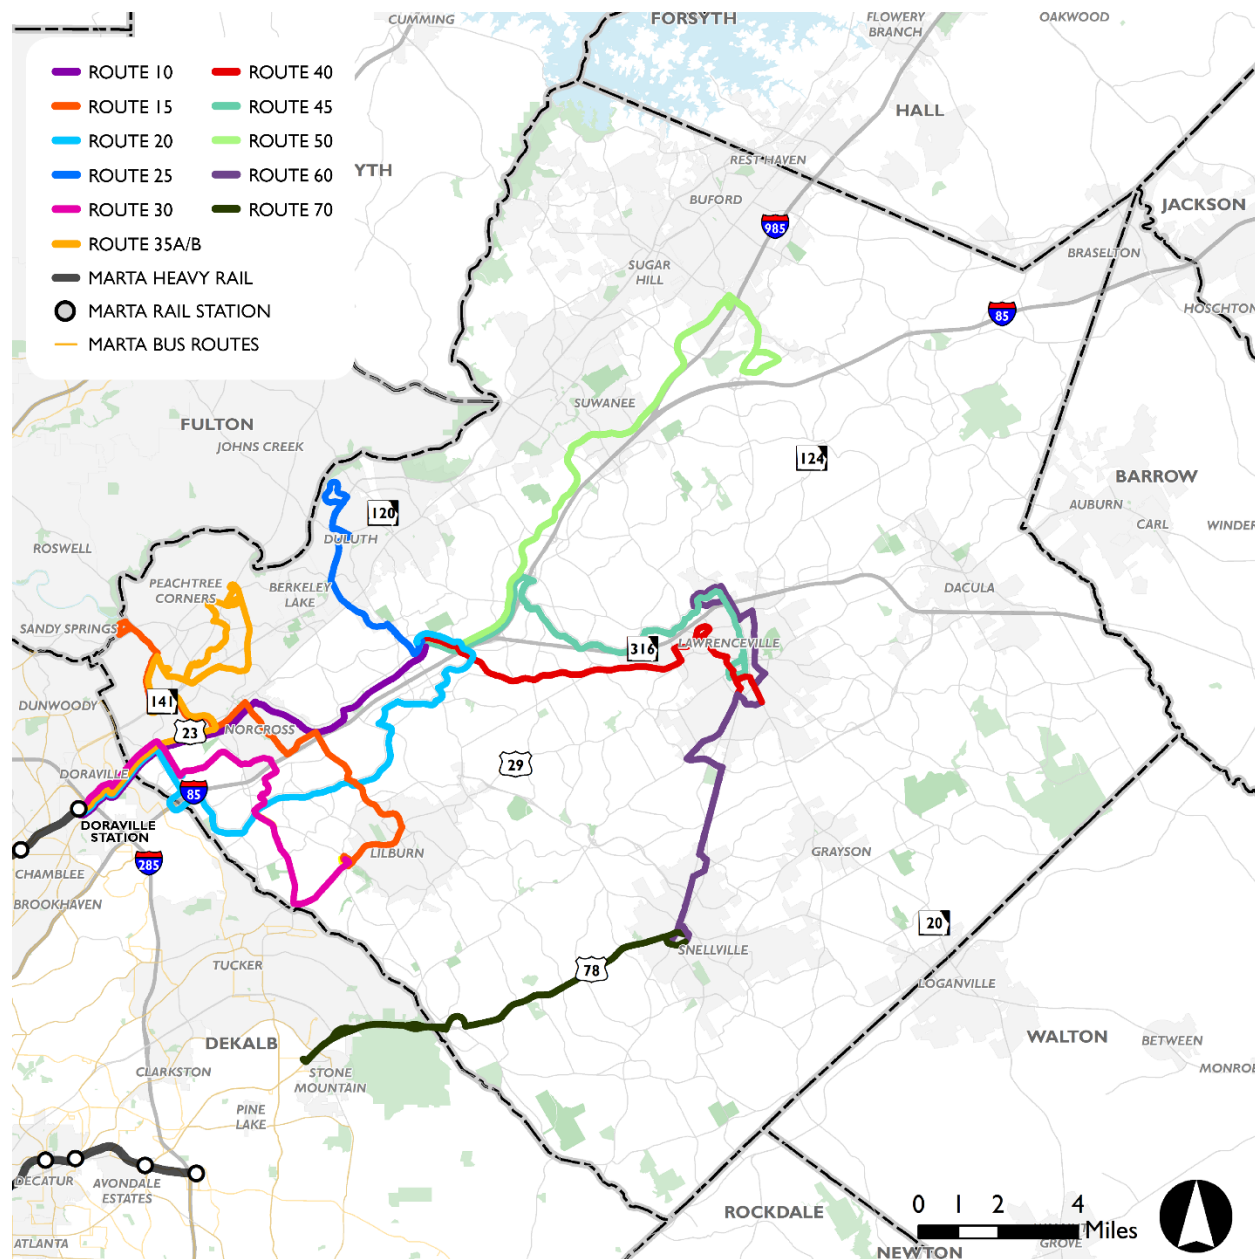 CUMMING
FORSYTH
FLOWERY
BRANCH
OAKWOOD
ROUTE 10
ROUTE 15
ROUTE 20
ROUTE 25
ROUTE 30
ROUTE 35A/B
MARTA HEAVY RAIL
MARTA RAIL STATION
MARTA BUS ROUTES
ROUTE 40
ROUTE 45
ROUTE 50
ROUTE 60
ROUTE 70
YTH
HALL
REST HAVEN
BUFORD
985
JACKSON
BRASELTON
SUGAR
HILL
85
HOSCHTON
SUWANEE
FULTON
JOHNS CREEK
124
BARROW
AUBURN
CARL
WINDER
120
DULUTH
ROSWELL
PEACHTREE
CORNERS
BERKELEY
LAKE
DACULA
SANDY SPRINGS
316
LAWRENCEVILLE
DUNWOODY
141
23
NORCROSS
29
DORAVILLE
85
DORAVILLE
STATION
285
CHAMBLEE
BROOKHAVEN
LILBURN
GRAYSON
20
SNELLVILLE
78
TUCKER
LOGANVILLE
DEKALB
WALTON
BETWEEN
MONROE
CLARKSTON
STONE
MOUNTAIN
PINE
LAKE
DECATUR
AVONDALE
ESTATES
ATLANTA
ROCKDALE
NEWTON
0 1 2 4
Miles
GROVE